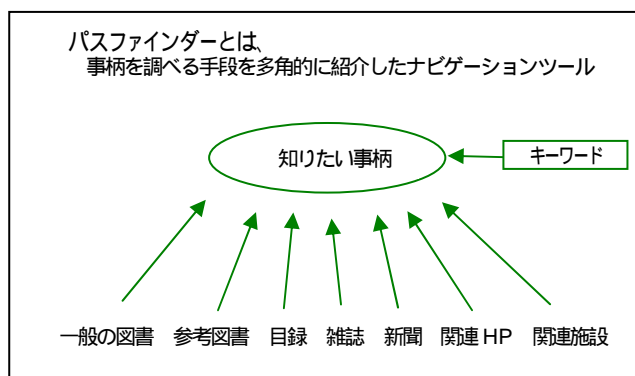 パスファインダーとは、
事柄を調べる手段を多角的に紹介したナビゲーションツール
知りたい事柄
キーワード
一般の図書 参考図書 目録 雑誌 新聞 関連HP 関連施設